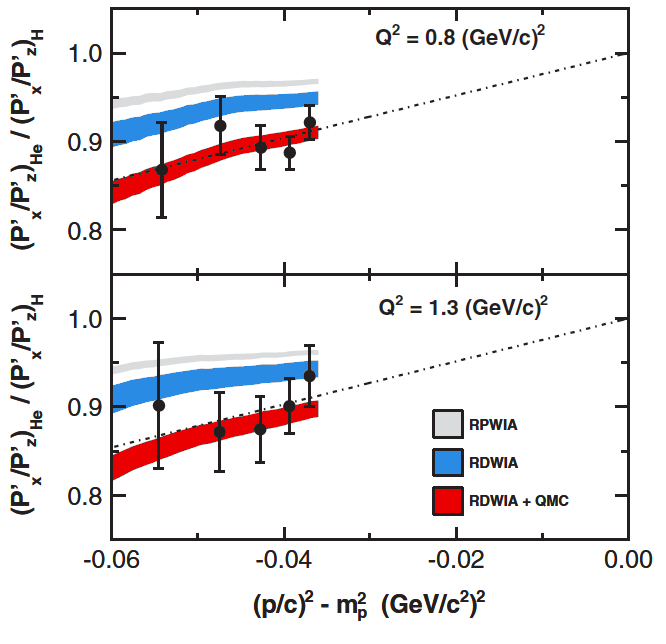 Q² = 0.8 (GeV/c)²
1.0
0.9
0.8
(P'x/P'z)He / (P'x/P'z)H
Q² = 1.3 (GeV/c)²
1.0
0.9
0.8
(P'x/P'z)He / (P'x/P'z)H
RPWIA
RDWIA
RDWIA + QMC
-0.06 -0.04 -0.02 0.00
(p/c)² - m²p (GeV/c²)²